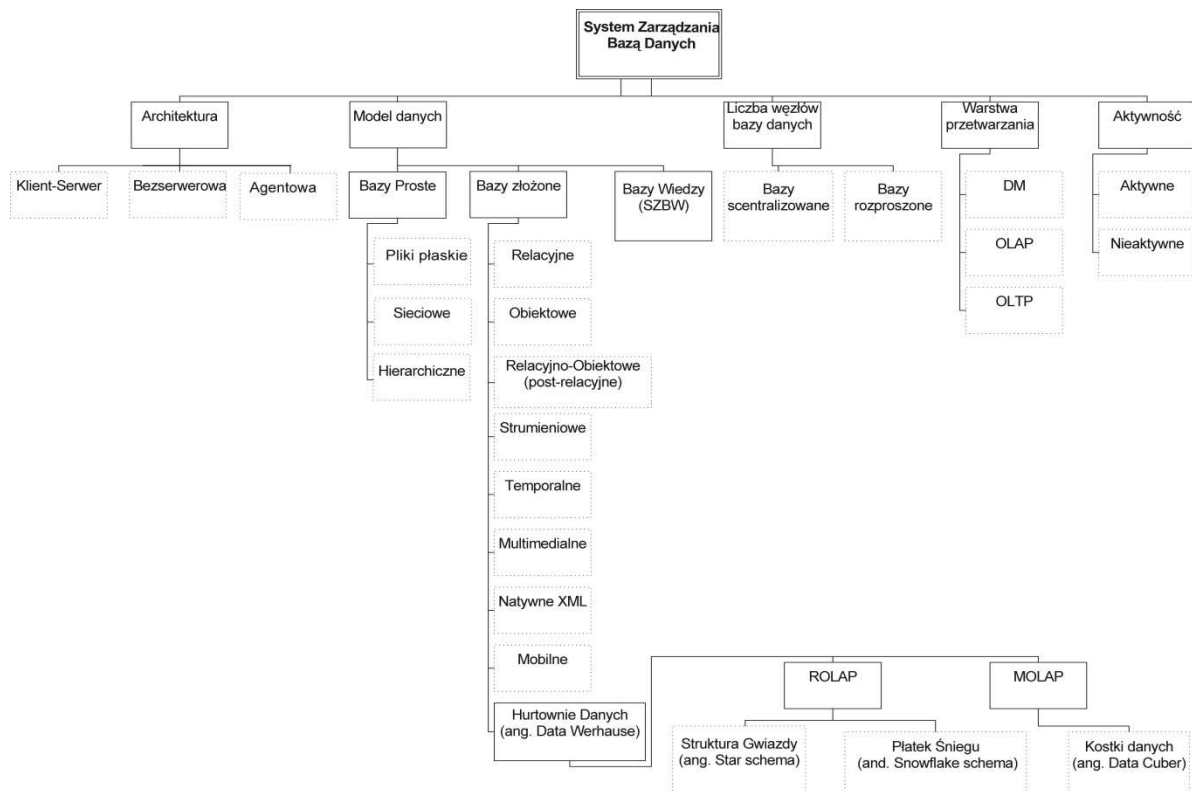 System Zarządzania
Bazą Danych
Architektura
Model danych
Liczba węzłów
bazy danych
Warstwa
przetwarzania
Aktywność
Klient-Serwer
Bezserwerowa
Agentowa
Bazy Proste
Bazy złożone
Bazy Wiedzy
(SZBW)
Bazy
scentralizowane
Bazy
rozproszone
DM
Aktywne
Pliki płaskie
Relacyjne
OLAP
Nieaktywne
Sieciowe
Obiektowe
OLTP
Hierarchiczne
Relacyjno-Obiektowe
(post-relacyjne)
Strumieniowe
Temporalne
Multimedialne
Natywne XML
Mobilne
ROLAP
MOLAP
Hurtownie Danych
(ang. Data Werhause)
Struktura Gwiazdy
(ang. Star schema)
Płatek Śniegu
(and. Snowflake schema)
Kostki danych
(ang. Data Cuber)